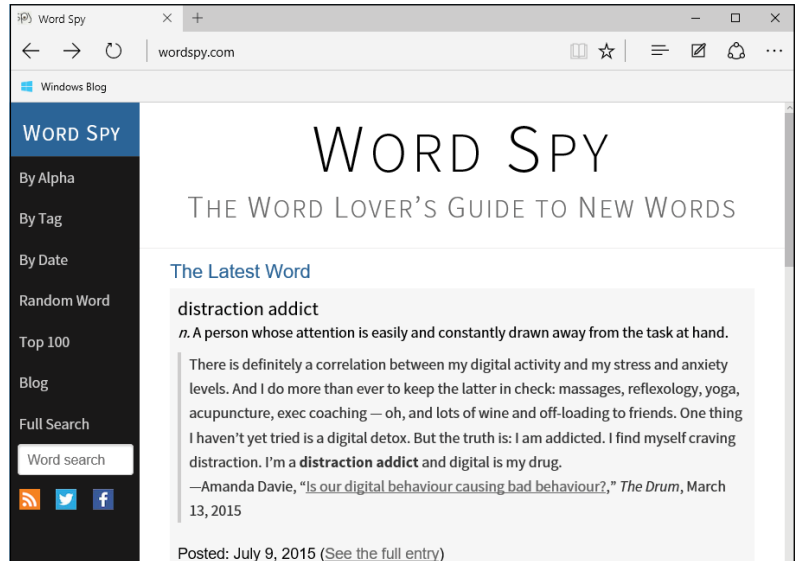 Word Spy
wordspy.com
Windows Blog
WORD SPY
By Alpha
By Tag
By Date
Random Word
Top 100
Blog
Full Search
Word search
WORD SPY
THE WORD LOVER'S GUIDE TO NEW WORDS
The Latest Word
distraction addict
n. A person whose attention is easily and constantly drawn away from the task at hand.
There is definitely a correlation between my digital activity and my stress and anxiety
levels. And I do more than ever to keep the latter in check: massages, reflexology, yoga,
acupuncture, exec coaching — oh, and lots of wine and off-loading to friends. One thing
I haven't yet tried is a digital detox. But the truth is: I am addicted. I find myself craving
distraction. I'm a distraction addict and digital is my drug.
—Amanda Davie, “Is our digital behaviour causing bad behaviour?,” The Drum, March
13, 2015
Posted: July 9, 2015 (See the full entry)